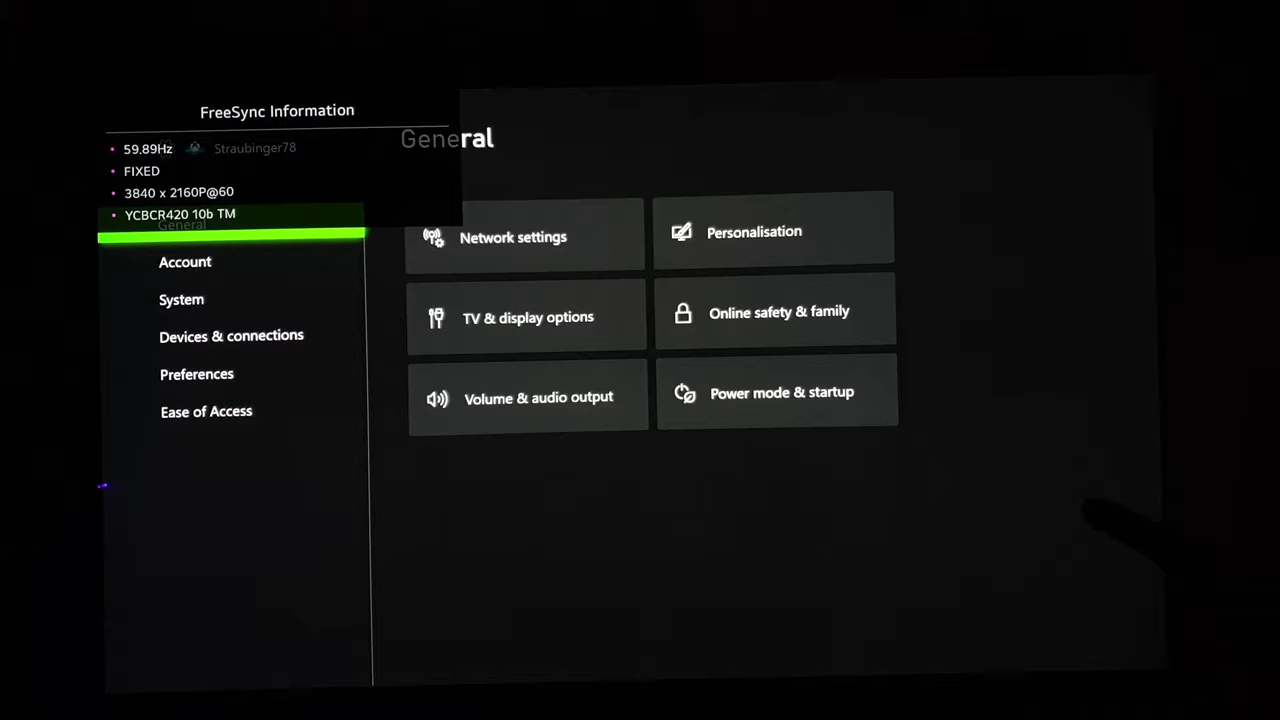 FreeSync Information
59.89Hz
Straubinger78
FIXED
3840 x 2160P@60
YCBCR420 10b TM
General
General
Account
System
Devices & connections
Preferences
Ease of Access
Network settings
Personalisation
TV & display options
Online safety & family
Volume & audio output
Power mode & startup